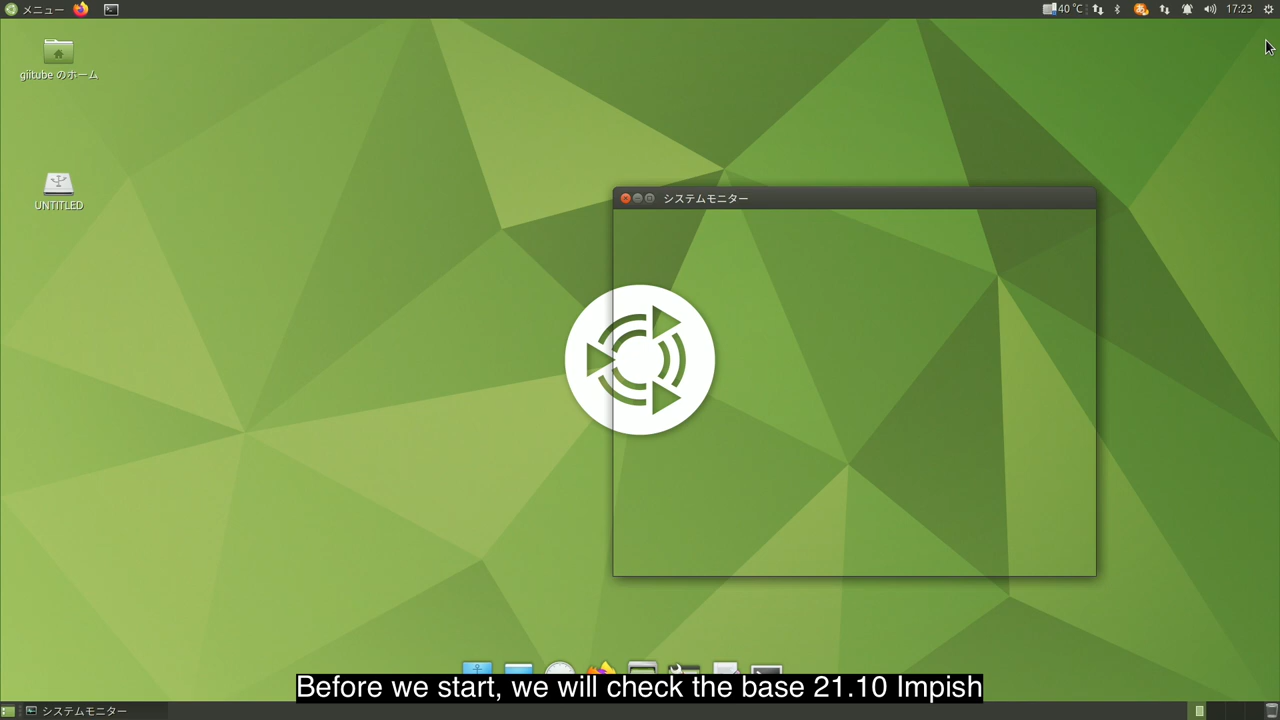 メニュー
40 °C
あ
17:23
giitube のホーム
UNTITLED
システムモニター
Before we start, we will check the base 21.10 Impish
システムモニター